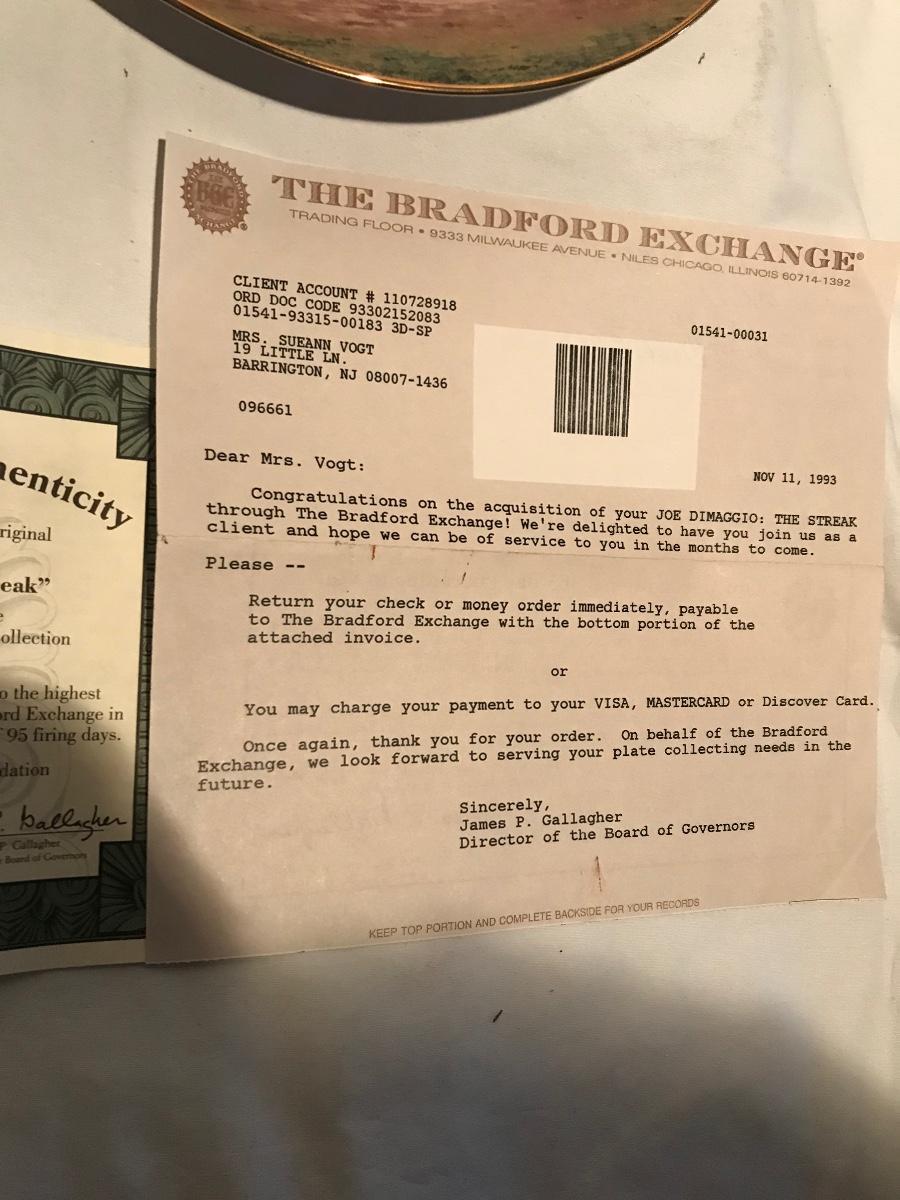 THE BRADFORD EXCHANGE®
TRADING FLOOR • 9333 MILWAUKEE AVENUE • NILES CHICAGO, ILLINOIS 60714-1392
CLIENT ACCOUNT # 110728918
ORD DOC CODE 93302152083
01541-93315-00183 3D-SP
01541-00031
MRS. SUEANN VOGT
19 LITTLE LN.
BARRINGTON, NJ 08007-1436
096661
Dear Mrs. Vogt:
NOV 11, 1993
Congratulations on the acquisition of your JOE DIMAGGIO: THE STREAK
through The Bradford Exchange! We're delighted to have you join us as a
client and hope we can be of service to you in the months to come.
Please --
Return your check or money order immediately, payable
to The Bradford Exchange with the bottom portion of the
attached invoice.
or
You may charge your payment to your VISA, MASTERCARD or Discover Card.
Once again, thank you for your order. On behalf of the Bradford
Exchange, we look forward to serving your plate collecting needs in the
future.
Sincerely,
James P. Gallagher
Director of the Board of Governors
KEEP TOP PORTION AND COMPLETE BACKSIDE FOR YOUR RECORDS
henticity
riginal
eak”
e
ollection
o the highest
rd Exchange in
95 firing days.
dation
P. Gallagher
P Gallagher
Board of Governors